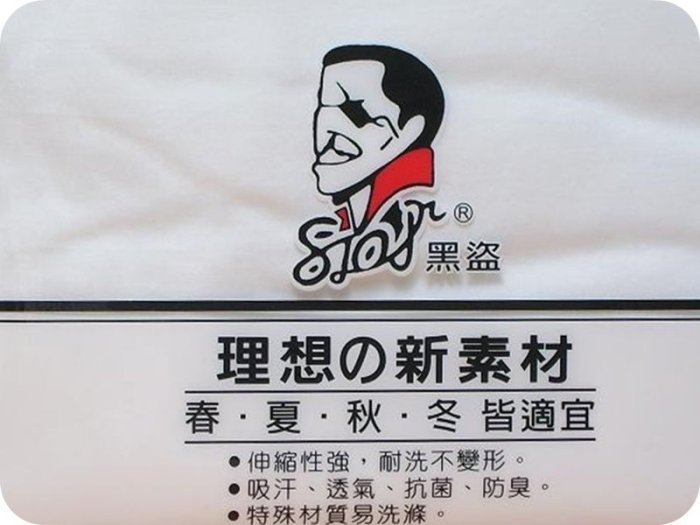 ®
黑盜
理想の新素材
春·夏·秋·冬 皆適宜
●伸縮性強，耐洗不變形。
●吸汗、透氣、抗菌、防臭。
●特殊材質易洗滌。